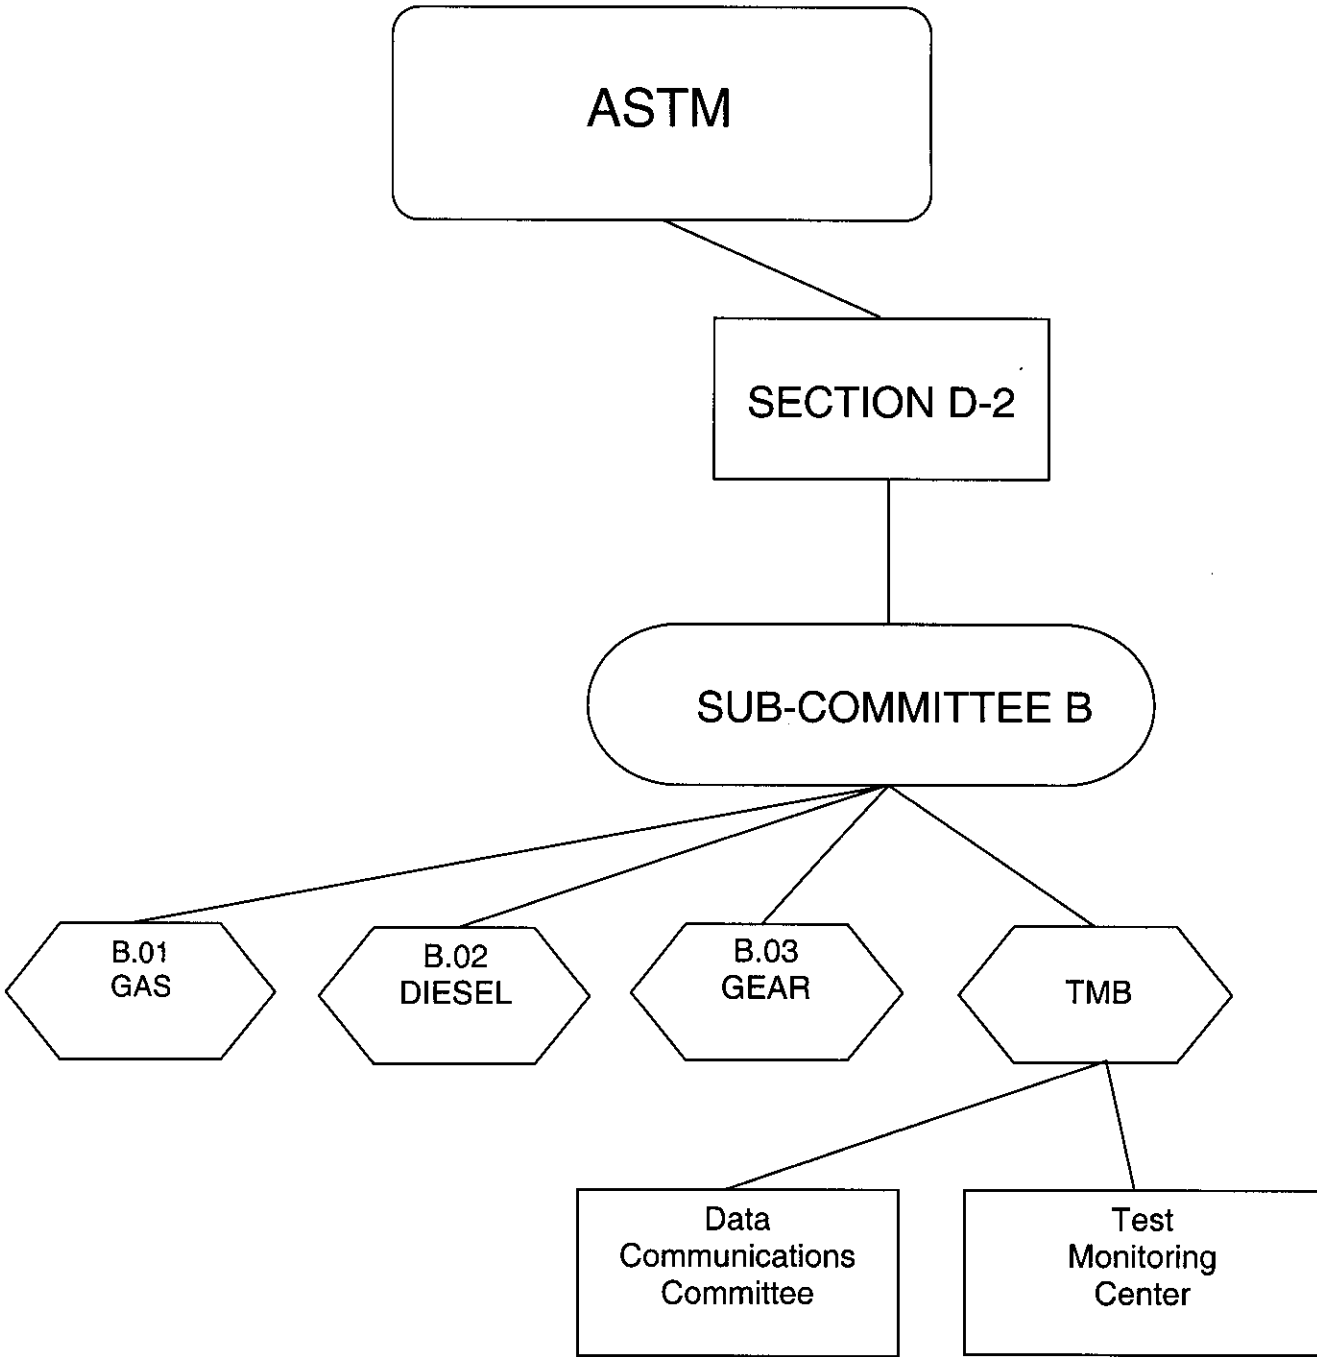 ASTM
SECTION D-2
SUB-COMMITTEE B
B.01
GAS
B.02
DIESEL
B.03
GEAR
TMB
Data
Communications
Committee
Test
Monitoring
Center